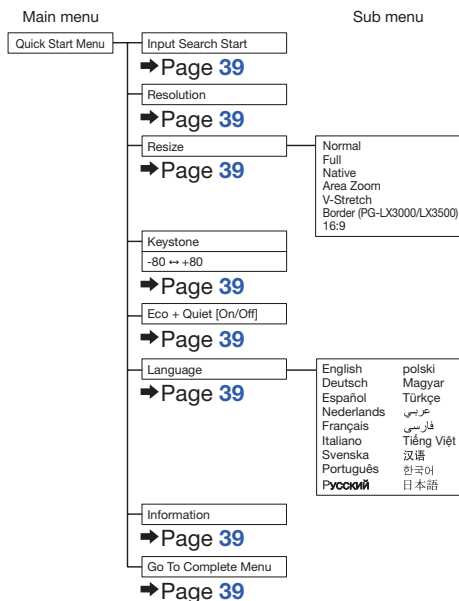 Main menu
Sub menu
Quick Start Menu
Input Search Start
➡Page 39
Resolution
➡Page 39
Resize
➡Page 39
Normal
Full
Native
Area Zoom
V-Stretch
Border (PG-LX3000/LX3500)
16:9
Keystone
-80 ↔ +80
➡Page 39
Eco + Quiet [On/Off]
➡Page 39
Language
➡Page 39
English polski
Deutsch Magyar
Español Türkçe
Nederlands عربي
Français فارسی
Italiano Tiếng Việt
Svenska 汉语
Português 한국어
Русский 日本語
Information
➡Page 39
Go To Complete Menu
➡Page 39